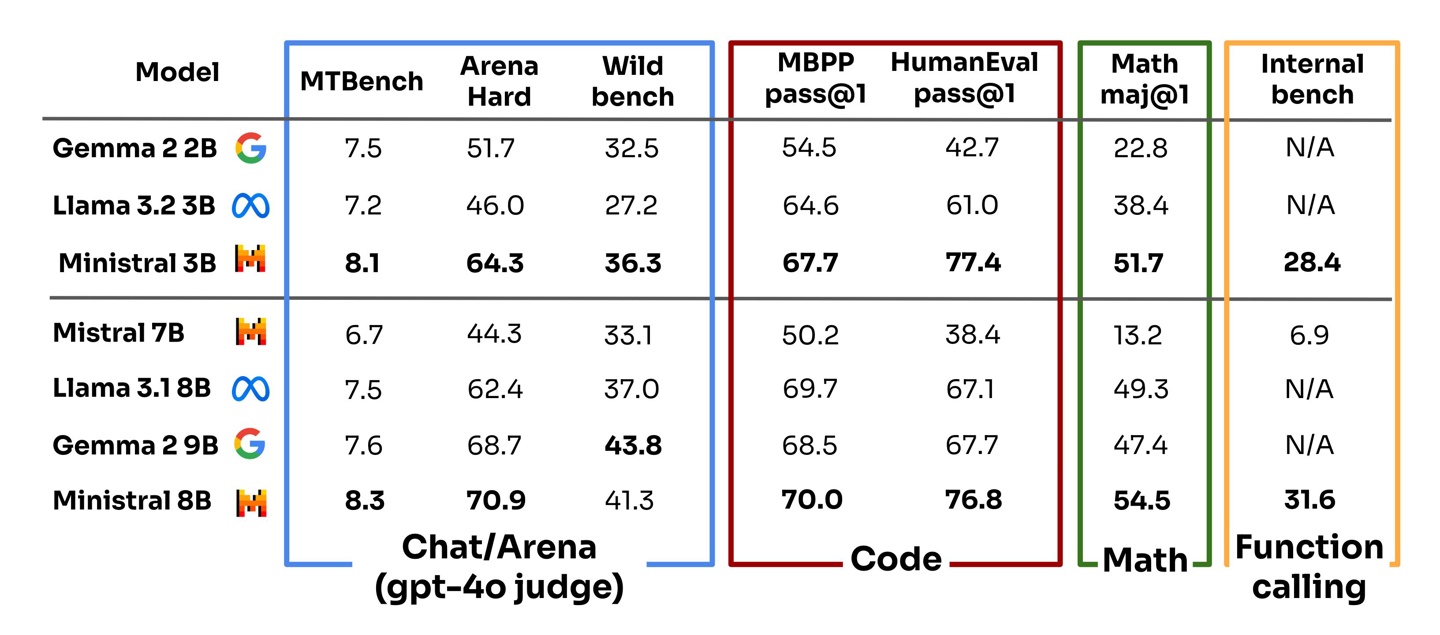 Model MTBench Arena Hard Wild bench MBPP pass@1 HumanEval pass@1 Math maj@1 Internal bench
Gemma 2 2B 7.5 51.7 32.5 54.5 42.7 22.8 N/A
Llama 3.2 3B 7.2 46.0 27.2 64.6 61.0 38.4 N/A
Ministral 3B 8.1 64.3 36.3 67.7 77.4 51.7 28.4
Mistral 7B 6.7 44.3 33.1 50.2 38.4 13.2 6.9
Llama 3.1 8B 7.5 62.4 37.0 69.7 67.1 49.3 N/A
Gemma 2 9B 7.6 68.7 43.8 68.5 67.7 47.4 N/A
Ministral 8B 8.3 70.9 41.3 70.0 76.8 54.5 31.6
Chat/Arena
(gpt-4o judge)
Code
Math
Function
calling